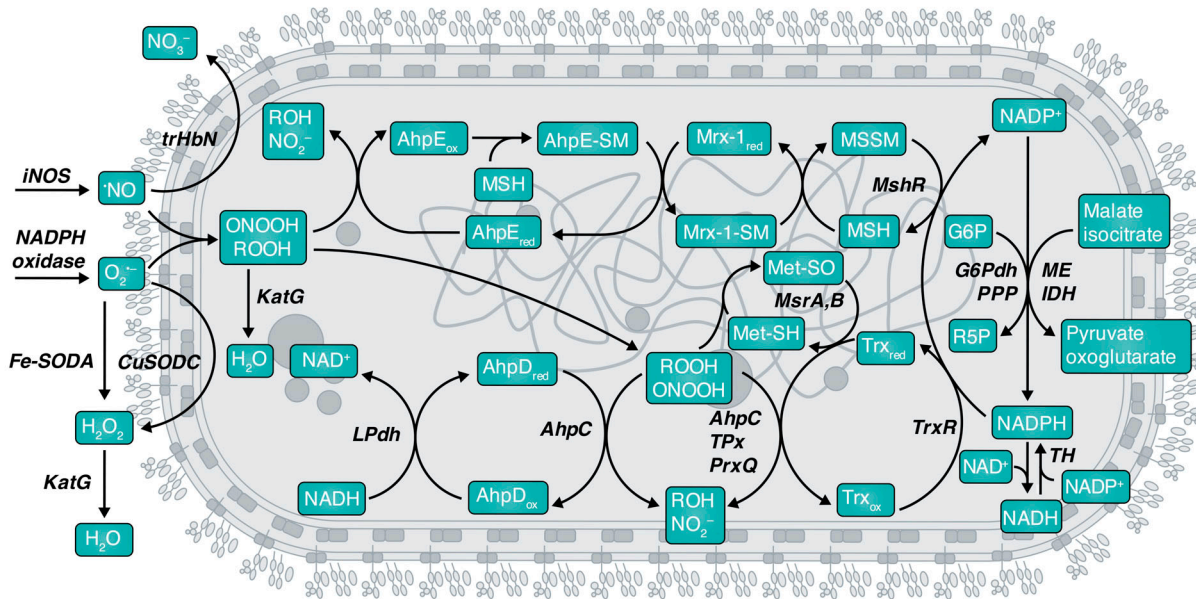 NO₃⁻
trHbN
iNOS
•NO
NADPH
oxidase
O₂•⁻
Fe-SODA
CuSODC
H₂O₂
KatG
H₂O
ROH
NO₂⁻
AhpEox
MSH
AhpE-SM
Mrx-1red
MSSM
NADP⁺
ONOOH
ROOH
AhpEred
Mrx-1-SM
MSH
MshR
G6P
Malate
isocitrate
G6Pdh
PPP
ME
IDH
R5P
Pyruvate
oxoglutarate
KatG
H₂O
NAD⁺
Met-SO
MsrA,B
Met-SH
Trxred
AhpDred
ROOH
ONOOH
LPdh
AhpC
AhpC
TPx
PrxQ
TrxR
NADPH
NADH
AhpDox
ROH
NO₂⁻
Trxox
NAD⁺
TH
NADP⁺
NADH